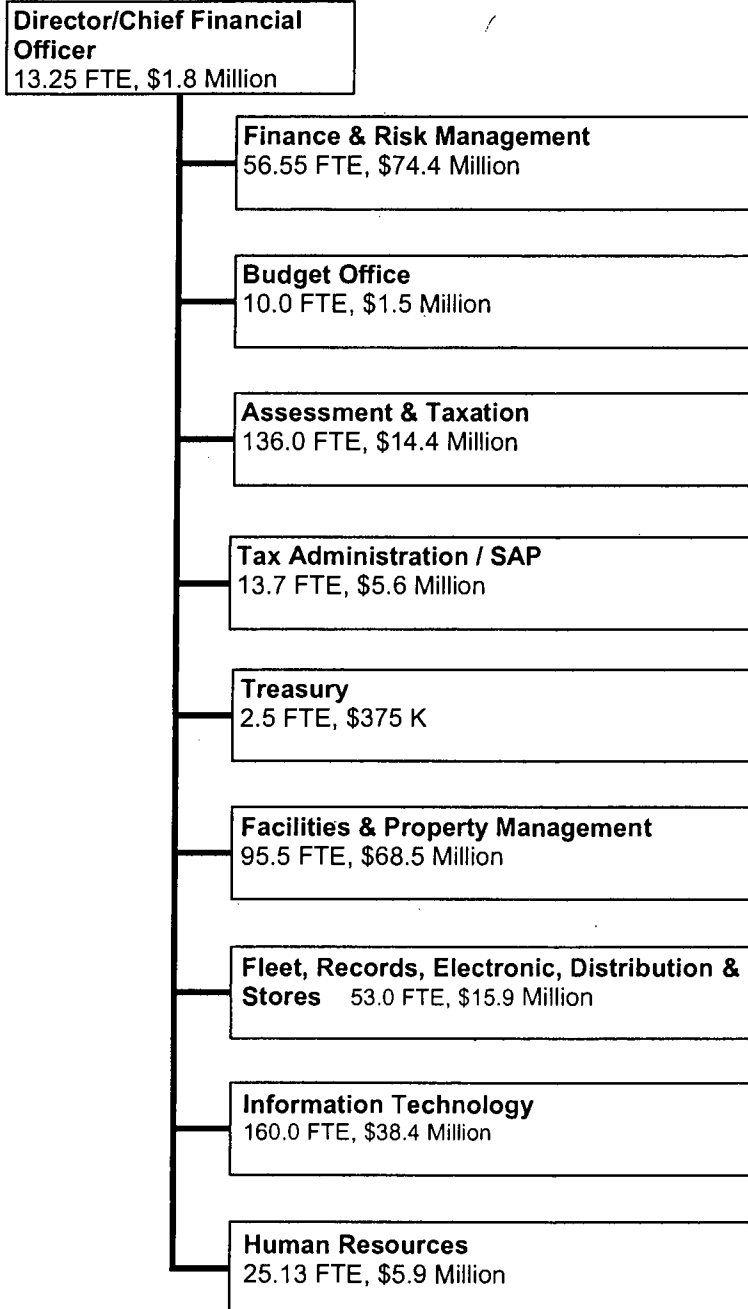 Director/Chief Financial
Officer
13.25 FTE, $1.8 Million
Finance & Risk Management
56.55 FTE, $74.4 Million
Budget Office
10.0 FTE, $1.5 Million
Assessment & Taxation
136.0 FTE, $14.4 Million
Tax Administration / SAP
13.7 FTE, $5.6 Million
Treasury
2.5 FTE, $375 K
Facilities & Property Management
95.5 FTE, $68.5 Million
Fleet, Records, Electronic, Distribution &
Stores 53.0 FTE, $15.9 Million
Information Technology
160.0 FTE, $38.4 Million
Human Resources
25.13 FTE, $5.9 Million